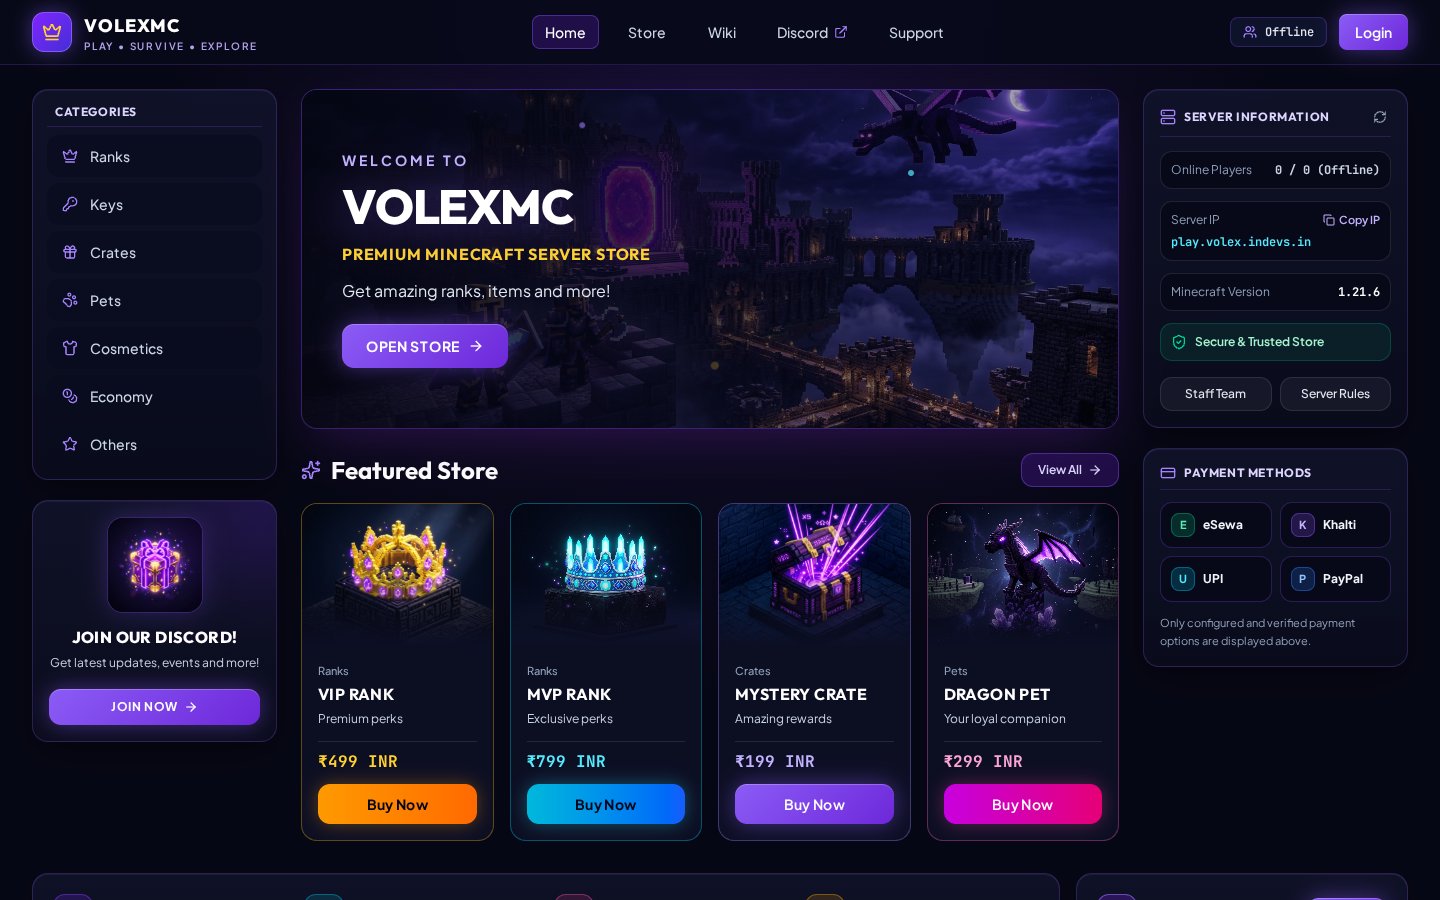 VOLEXMC
PLAY • SURVIVE • EXPLORE
Home
Store
Wiki
Discord
Support
Offline
Login
CATEGORIES
Ranks
Keys
Crates
Pets
Cosmetics
Economy
Others
JOIN OUR DISCORD!
Get latest updates, events and more!
JOIN NOW
WELCOME TO
VOLEXMC
PREMIUM MINECRAFT SERVER STORE
Get amazing ranks, items and more!
OPEN STORE
Featured Store
View All
Ranks
VIP RANK
Premium perks
₹499 INR
Buy Now
Ranks
MVP RANK
Exclusive perks
₹799 INR
Buy Now
Crates
MYSTERY CRATE
Amazing rewards
₹199 INR
Buy Now
Pets
DRAGON PET
Your loyal companion
₹299 INR
Buy Now
SERVER INFORMATION
Online Players
0 / 0 (Offline)
Server IP
Copy IP
play.volex.indevs.in
Minecraft Version
1.21.6
Secure & Trusted Store
Staff Team
Server Rules
PAYMENT METHODS
E eSewa
K Khalti
U UPI
P PayPal
Only configured and verified payment
options are displayed above.